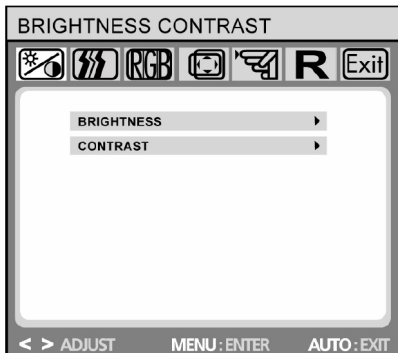 BRIGHTNESS CONTRAST
RGB R Exit
BRIGHTNESS
CONTRAST
< > ADJUST MENU : ENTER AUTO : EXIT